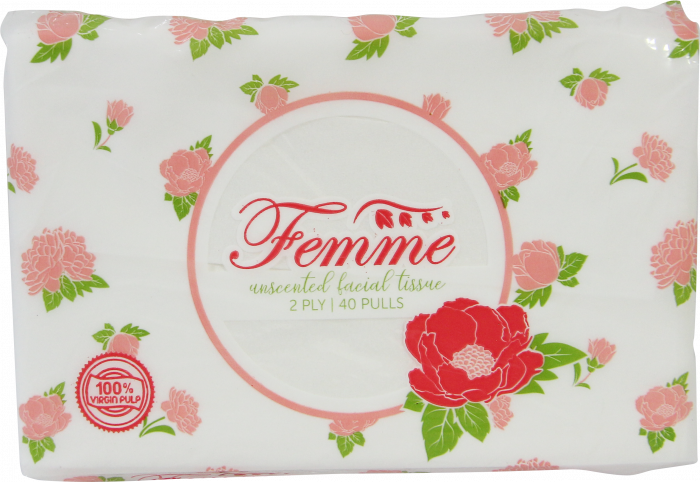 Femme
unscented facial tissue
2 PLY | 40 PULLS
100%
VIRGIN PULP